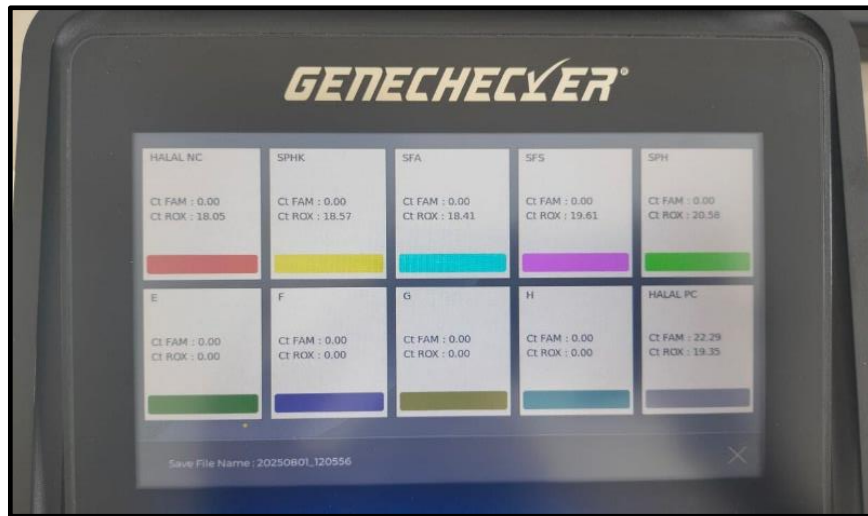 GENECHECKER®
HALAL NC
Ct FAM : 0.00
Ct ROX : 18.05
SPHK
Ct FAM : 0.00
Ct ROX : 18.57
SFA
Ct FAM : 0.00
Ct ROX : 18.41
SFS
Ct FAM : 0.00
Ct ROX : 19.61
SPH
Ct FAM : 0.00
Ct ROX : 20.58
E
Ct FAM : 0.00
Ct ROX : 0.00
F
Ct FAM : 0.00
Ct ROX : 0.00
G
Ct FAM : 0.00
Ct ROX : 0.00
H
Ct FAM : 0.00
Ct ROX : 0.00
HALAL PC
Ct FAM : 22.29
Ct ROX : 19.35
Save File Name : 20250801_120556